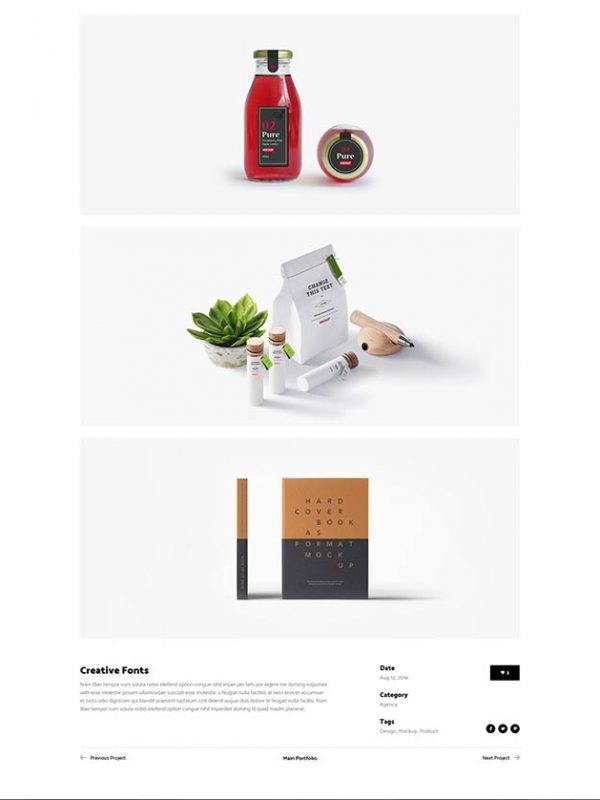 02
Pure
02
Pure
CHANGE
THIS TEXT
HARD
COVER
BOOK
AS
FORMAT
MOCK
UP
Creative Fonts
Nam liber tempor cum soluta nobis eleifend option congue nihil imper per tem por legere me doming volutpate
velit esse molestie possim ullamcorper suscipit esse molestie. u feugiat nulla facilisis at vero eros et accumsan
et iusto odio dignissim qui blandit praesent luptatum zzril delenit augue duis dolore te feugait nulla facilisi.
Nam liber tempor cum soluta nobis eleifend option congue nihil imperdiet doming id quod mazim placerat.
Date
Aug 12, 2016
Category
Agency
Tags
Design, Mockup, Product
2
Previous Project
Main Portfolio
Next Project